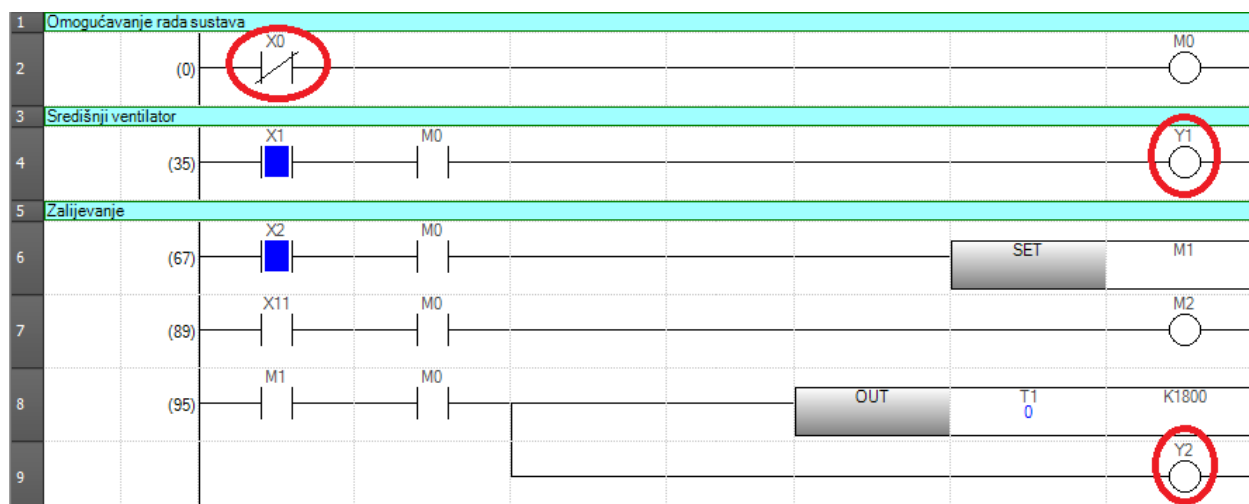 1 Omogućavanje rada sustava
X0 M0
2 (0)
3 Središnji ventilator
X1 M0 Y1
4 (35)
5 Zalijevanje
X2 M0 SET M1
6 (67)
X11 M0 M2
7 (89)
M1 M0 OUT T1 K1800
8 (95) 0
Y2
9